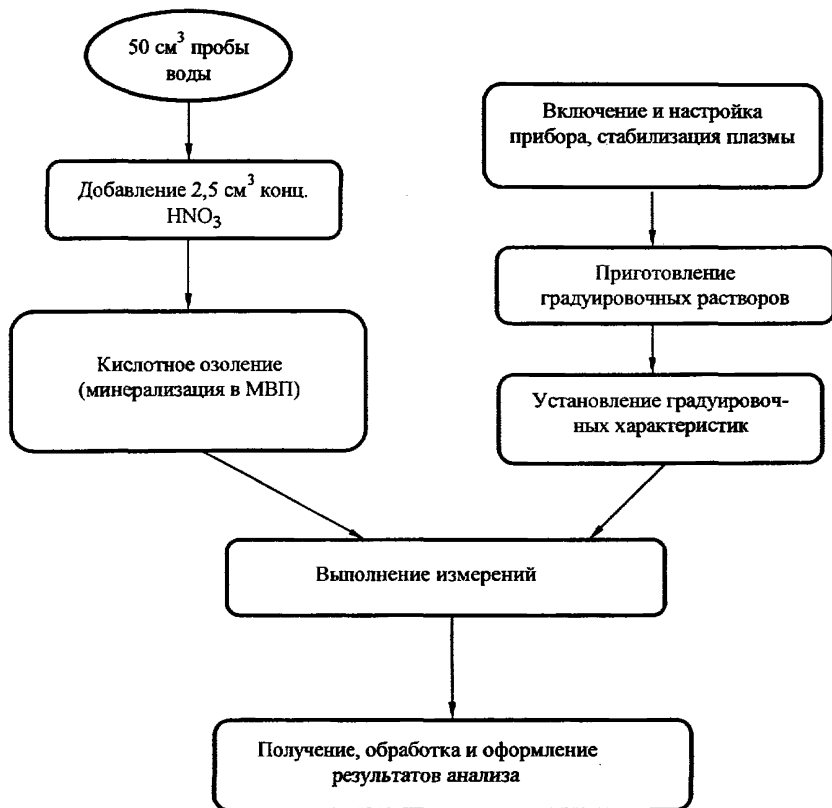 50 см³ пробы
воды
Добавление 2,5 см³ конц.
HNO₃
Кислотное озоление
(минерализация в МВП)
Включение и настройка
прибора, стабилизация плазмы
Приготовление
градуировочных растворов
Установление градуировоч-
ных характеристик
Выполнение измерений
Получение, обработка и оформление
результатов анализа